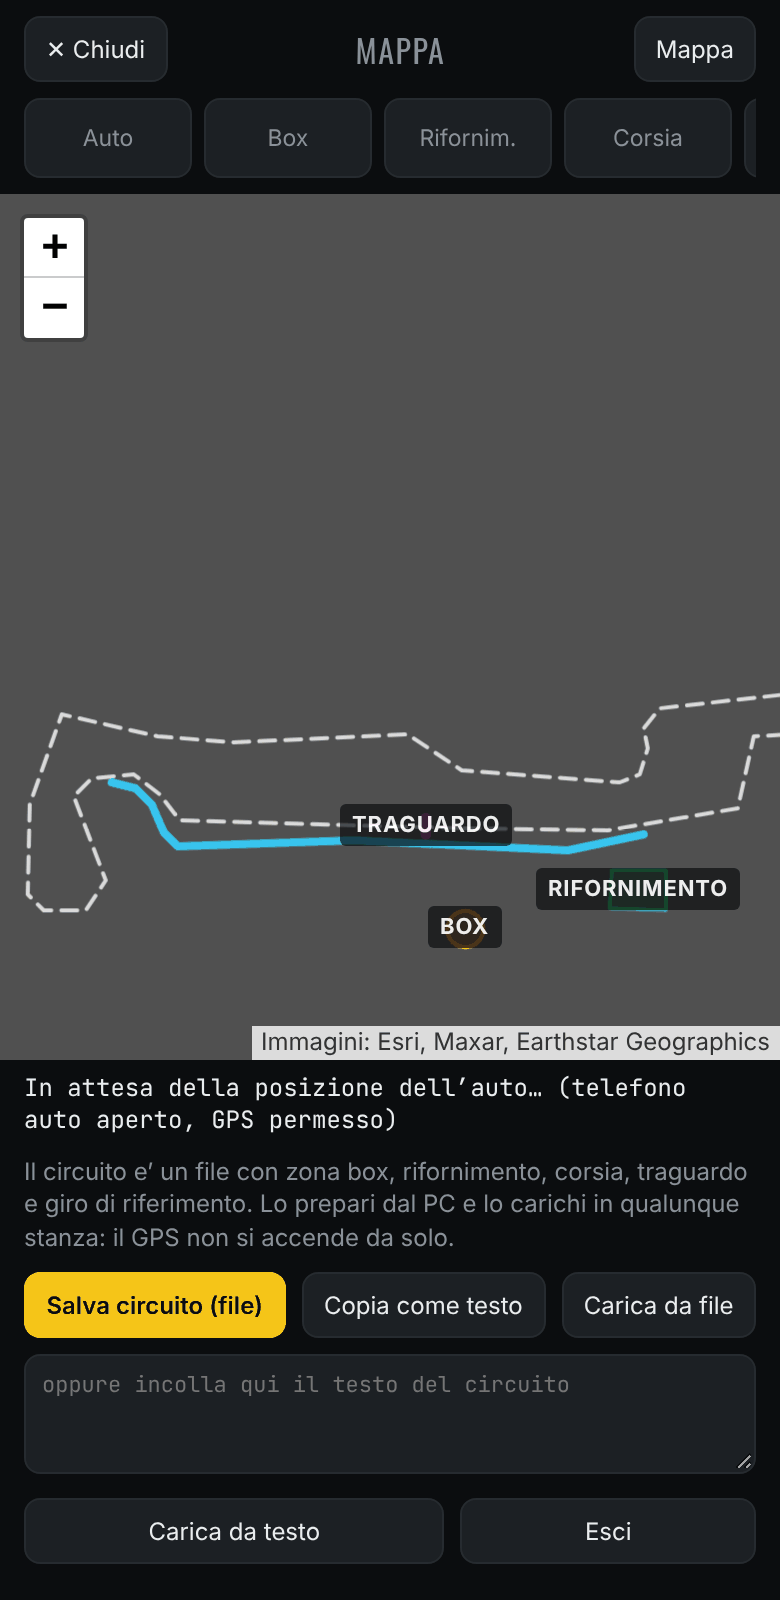 ✕ Chiudi
MAPPA
Mappa
Auto
Box
Rifornim.
Corsia
+
−
TRAGUARDO
RIFORNIMENTO
BOX
Immagini: Esri, Maxar, Earthstar Geographics
In attesa della posizione dell’auto… (telefono
auto aperto, GPS permesso)
Il circuito e’ un file con zona box, rifornimento, corsia, traguardo
e giro di riferimento. Lo prepari dal PC e lo carichi in qualunque
stanza: il GPS non si accende da solo.
Salva circuito (file)
Copia come testo
Carica da file
oppure incolla qui il testo del circuito
Carica da testo
Esci